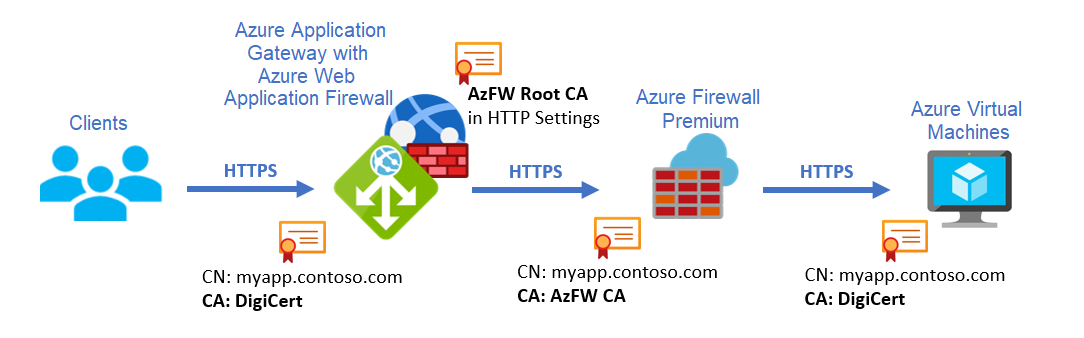 Clients
Azure Application
Gateway with
Azure Web
Application Firewall
AzFW Root CA
in HTTP Settings
Azure Firewall
Premium
Azure Virtual
Machines
HTTPS
HTTPS
HTTPS
CN: myapp.contoso.com
CA: DigiCert
CN: myapp.contoso.com
CA: AzFW CA
CN: myapp.contoso.com
CA: DigiCert